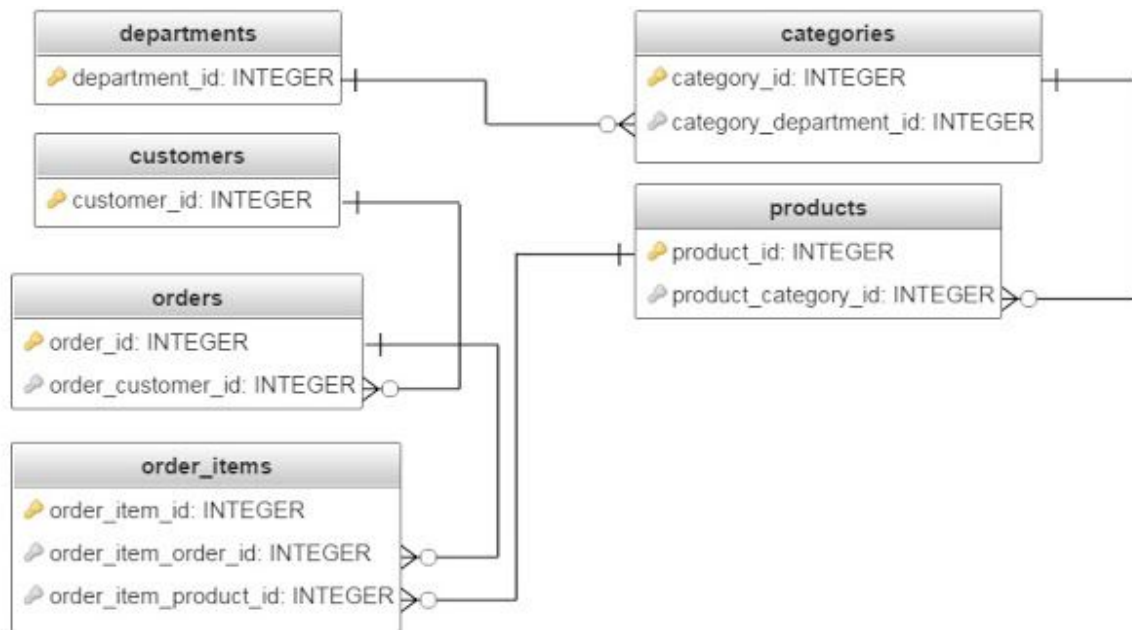 departments
department_id: INTEGER
customers
customer_id: INTEGER
orders
order_id: INTEGER
order_customer_id: INTEGER
order_items
order_item_id: INTEGER
order_item_order_id: INTEGER
order_item_product_id: INTEGER
categories
category_id: INTEGER
category_department_id: INTEGER
products
product_id: INTEGER
product_category_id: INTEGER